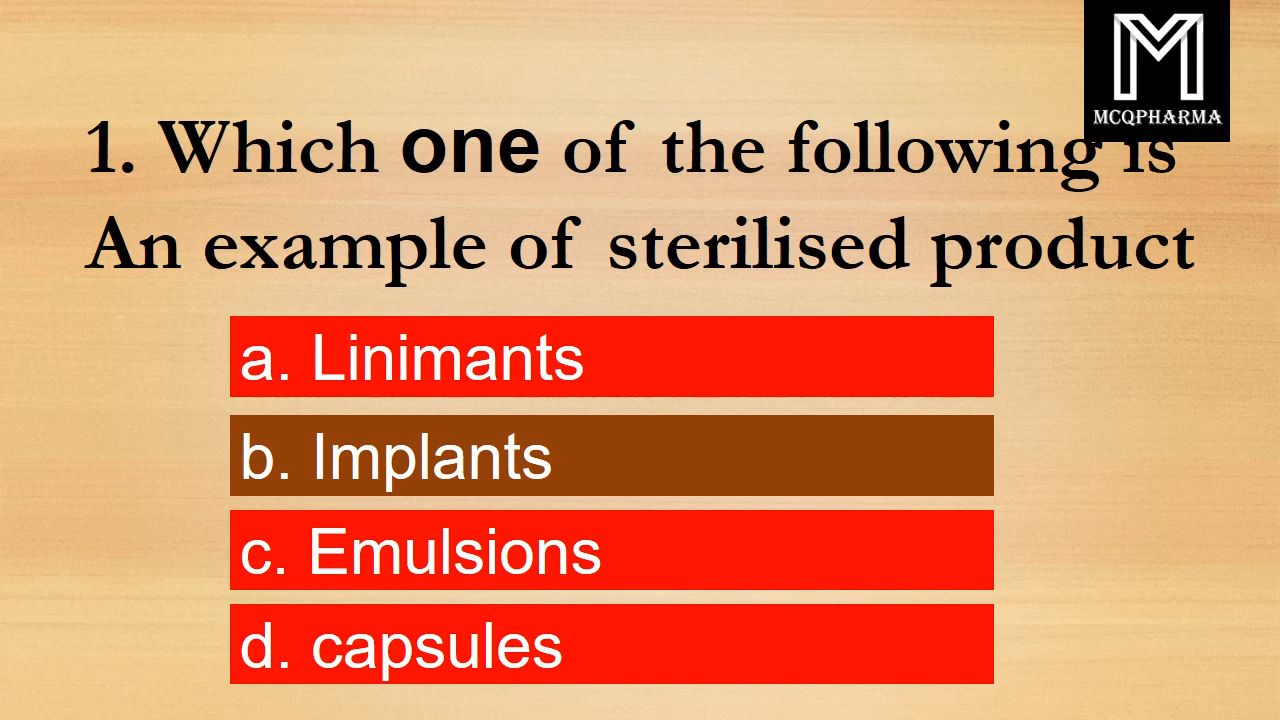 MCQPHARMA
1. Which one of the following is
An example of sterilised product
a. Linimants
b. Implants
c. Emulsions
d. capsules